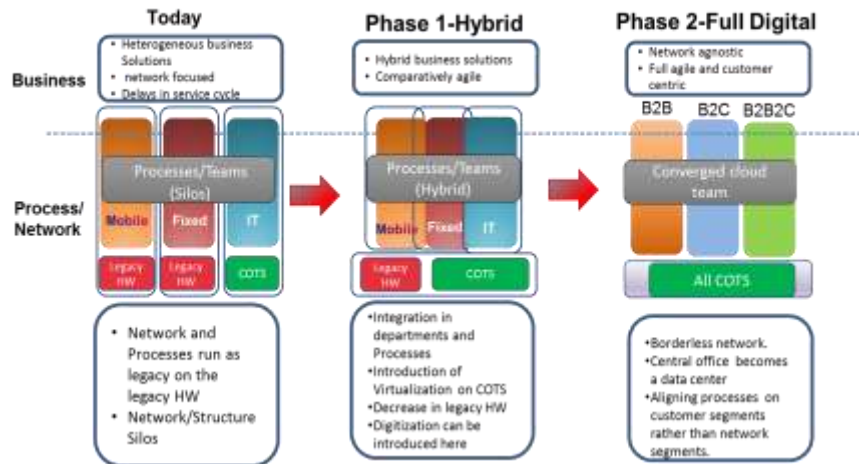 Today
Phase 1-Hybrid
Phase 2-Full Digital
Business
• Heterogeneous business
Solutions
• network focused
• Delays in service cycle
• Hybrid business solutions
• Comparatively agile
• Network agnostic
• Full agile and customer
centric
B2B
B2C
B2B2C
Process/
Network
Processes/Teams
(Silos)
Mobile
Fixed
IT
Legacy
HW
Legacy
HW
COTS
Processes/Teams
(Hybrid)
Mobile
Fixed
IT
Legacy
HW
COTS
Converged cloud
team
All COTS
• Network and
Processes run as
legacy on the
legacy HW
• Network/Structure
Silos
•Integration in
departments and
Processes
•Introduction of
Virtualization on COTS
•Decrease in legacy HW
•Digitization can be
introduced here
•Borderless network.
•Central office becomes
a data center
•Aligning processes on
customer segments
rather than network
segments.